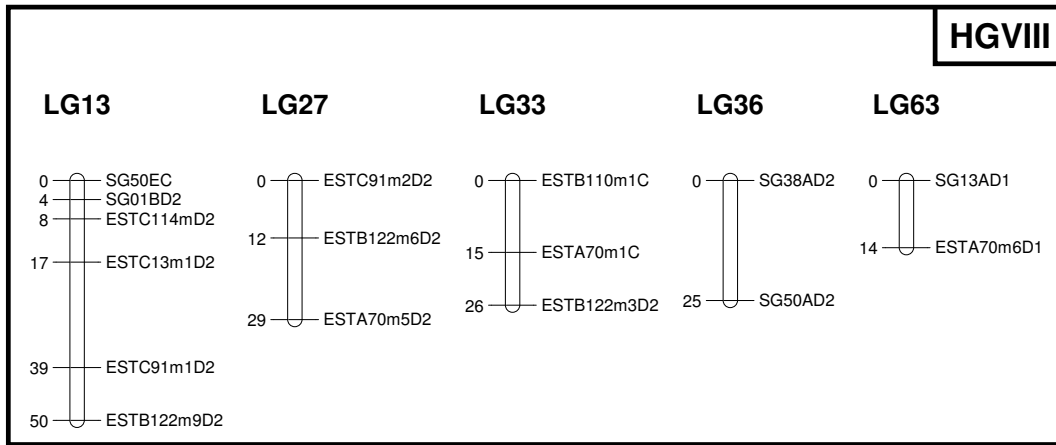 HGVIII
LG13 LG27 LG33 LG36 LG63
0 SG50EC
4 SG01BD2
8 ESTC114mD2
17 ESTC13m1D2
39 ESTC91m1D2
50 ESTB122m9D2
0 ESTC91m2D2
12 ESTB122m6D2
29 ESTA70m5D2
0 ESTB110m1C
15 ESTA70m1C
26 ESTB122m3D2
0 SG38AD2
25 SG50AD2
0 SG13AD1
14 ESTA70m6D1